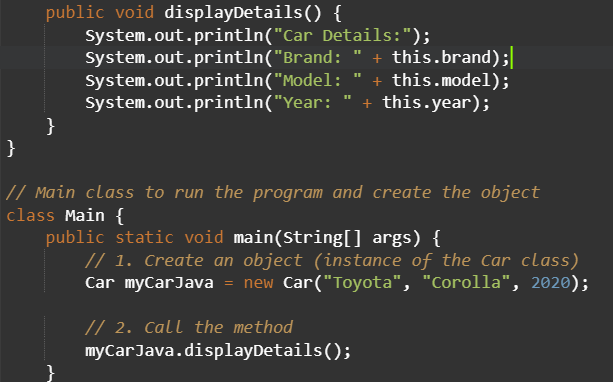 public void displayDetails() {
System.out.println("Car Details:");
System.out.println("Brand: " + this.brand);
System.out.println("Model: " + this.model);
System.out.println("Year: " + this.year);
}
}
// Main class to run the program and create the object
class Main {
public static void main(String[] args) {
// 1. Create an object (instance of the Car class)
Car myCarJava = new Car("Toyota", "Corolla", 2020);
// 2. Call the method
myCarJava.displayDetails();
}